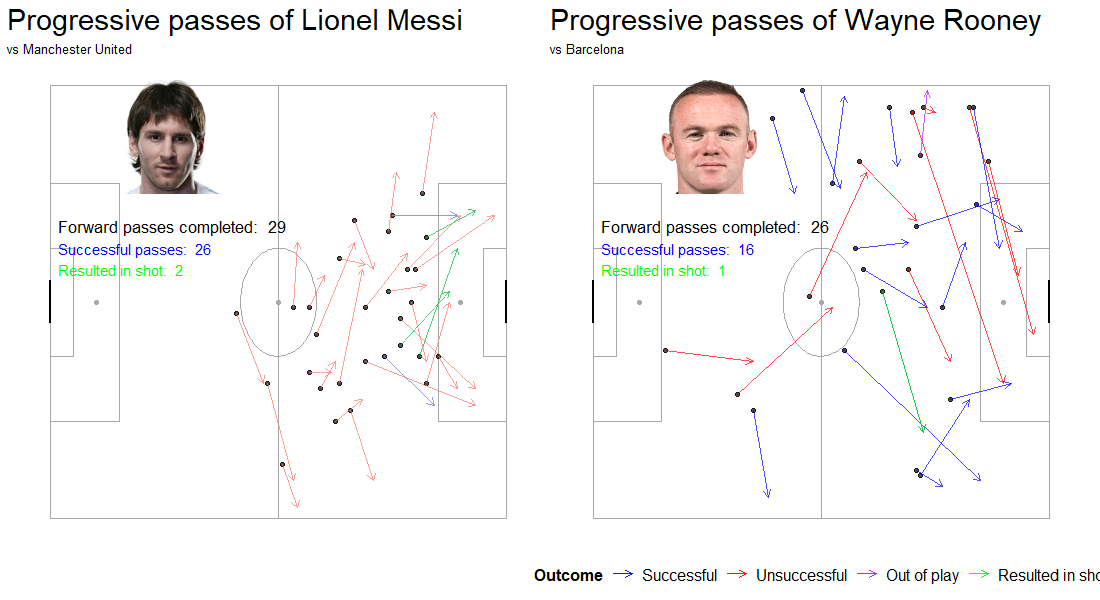 Progressive passes of Lionel Messi
vs Manchester United
Forward passes completed: 29
Successful passes: 26
Resulted in shot: 2
Progressive passes of Wayne Rooney
vs Barcelona
Forward passes completed: 26
Successful passes: 16
Resulted in shot: 1
Outcome Successful Unsuccessful Out of play Resulted in sho